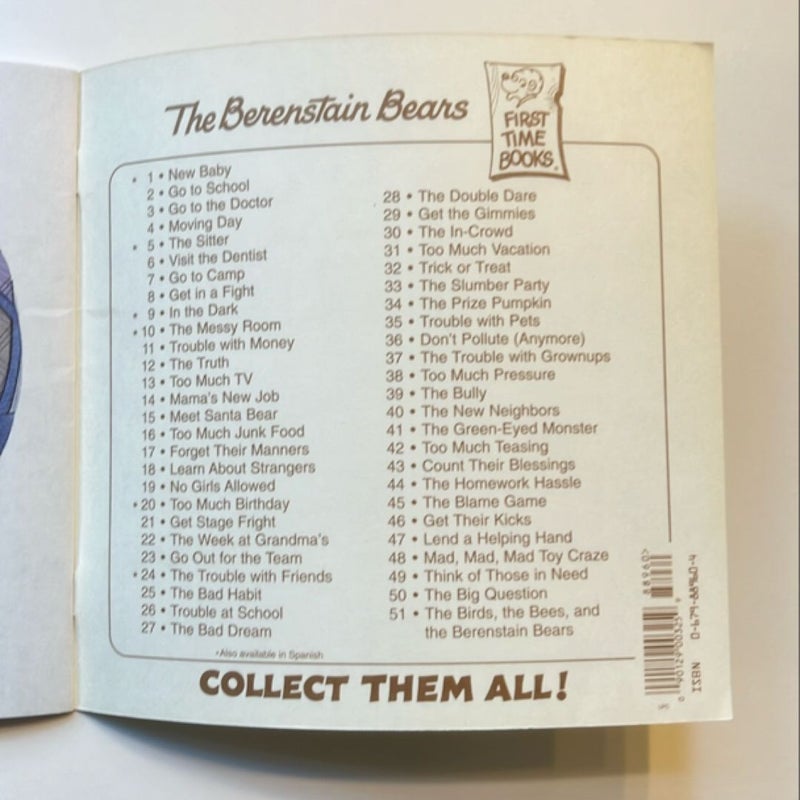 The Berenstain Bears
FIRST
TIME
BOOKS®
• 1 • New Baby
2 • Go to School
3 • Go to the Doctor
4 • Moving Day
• 5 • The Sitter
6 • Visit the Dentist
7 • Go to Camp
8 • Get in a Fight
• 9 • In the Dark
• 10 • The Messy Room
11 • Trouble with Money
12 • The Truth
13 • Too Much TV
14 • Mama's New Job
15 • Meet Santa Bear
16 • Too Much Junk Food
17 • Forget Their Manners
18 • Learn About Strangers
19 • No Girls Allowed
• 20 • Too Much Birthday
21 • Get Stage Fright
22 • The Week at Grandma's
23 • Go Out for the Team
• 24 • The Trouble with Friends
25 • The Bad Habit
26 • Trouble at School
27 • The Bad Dream
28 • The Double Dare
29 • Get the Gimmies
30 • The In-Crowd
31 • Too Much Vacation
32 • Trick or Treat
33 • The Slumber Party
34 • The Prize Pumpkin
35 • Trouble with Pets
36 • Don't Pollute (Anymore)
37 • The Trouble with Grownups
38 • Too Much Pressure
39 • The Bully
40 • The New Neighbors
41 • The Green-Eyed Monster
42 • Too Much Teasing
43 • Count Their Blessings
44 • The Homework Hassle
45 • The Blame Game
46 • Get Their Kicks
47 • Lend a Helping Hand
48 • Mad, Mad, Mad Toy Craze
49 • Think of Those in Need
50 • The Big Question
51 • The Birds, the Bees, and
the Berenstain Bears
•Also available in Spanish
COLLECT THEM ALL!
88960>
ISBN 0-679-88960-4